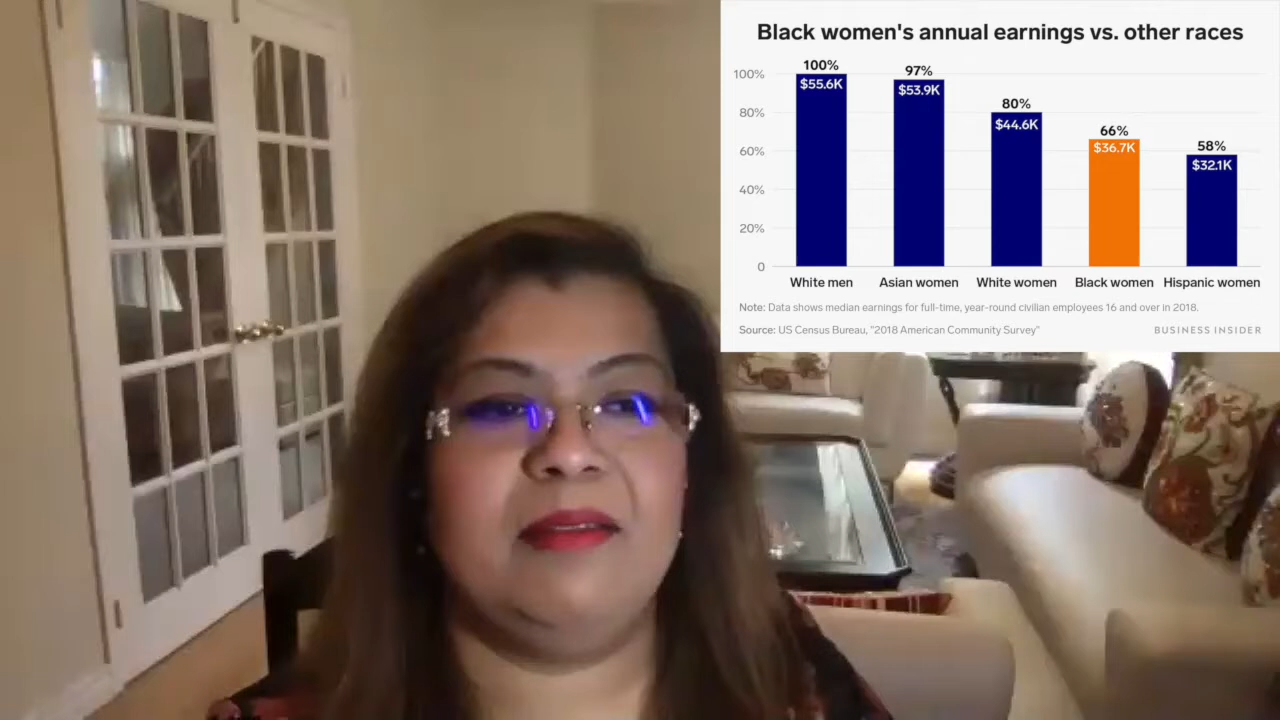 Black women's annual earnings vs. other races
100% 97% 80% 66% 58%
$55.6K $53.9K $44.6K $36.7K $32.1K
100%
80%
60%
40%
20%
0
White men Asian women White women Black women Hispanic women
Note: Data shows median earnings for full-time, year-round civilian employees 16 and over in 2018.
Source: US Census Bureau, "2018 American Community Survey"
BUSINESS INSIDER